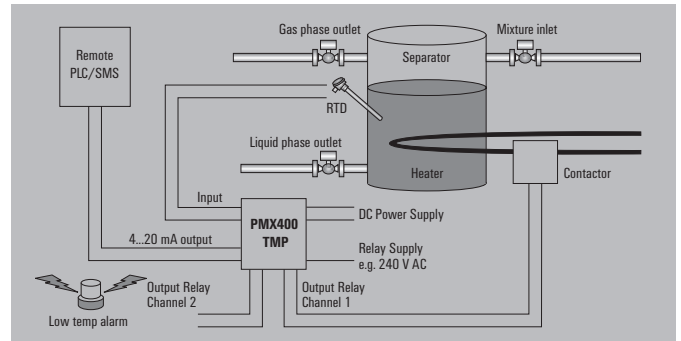 Gas phase outlet
Mixture inlet
Remote
PLC/SMS
Separator
RTD
Liquid phase outlet
Heater
Contactor
Input
PMX400
TMP
DC Power Supply
4...20 mA output
Relay Supply
e.g. 240 V AC
Output Relay
Channel 2
Output Relay
Channel 1
Low temp alarm